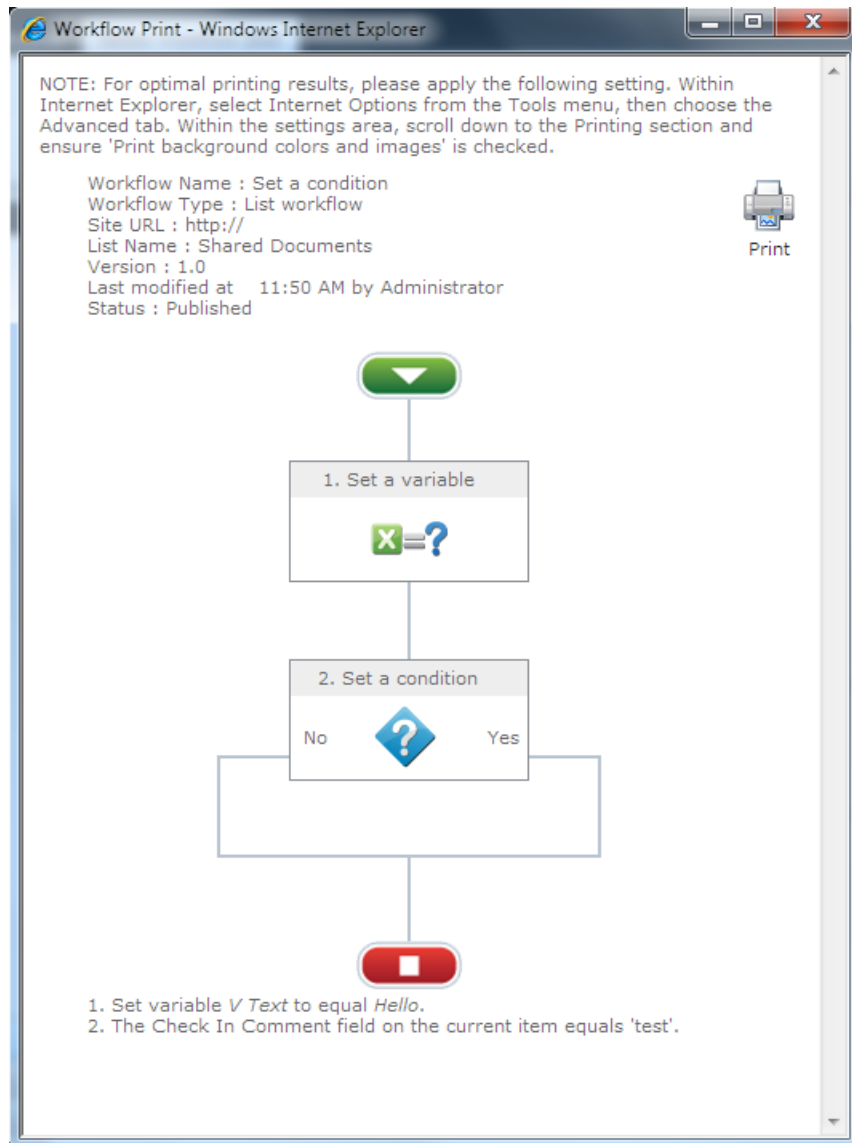 Workflow Print - Windows Internet Explorer
NOTE: For optimal printing results, please apply the following setting. Within
Internet Explorer, select Internet Options from the Tools menu, then choose the
Advanced tab. Within the settings area, scroll down to the Printing section and
ensure 'Print background colors and images' is checked.
Workflow Name : Set a condition
Workflow Type : List workflow
Site URL : http://
List Name : Shared Documents
Version : 1.0
Last modified at 11:50 AM by Administrator
Status : Published
Print
1. Set a variable
X=?
2. Set a condition
No ? Yes
1. Set variable V Text to equal Hello.
2. The Check In Comment field on the current item equals 'test'.